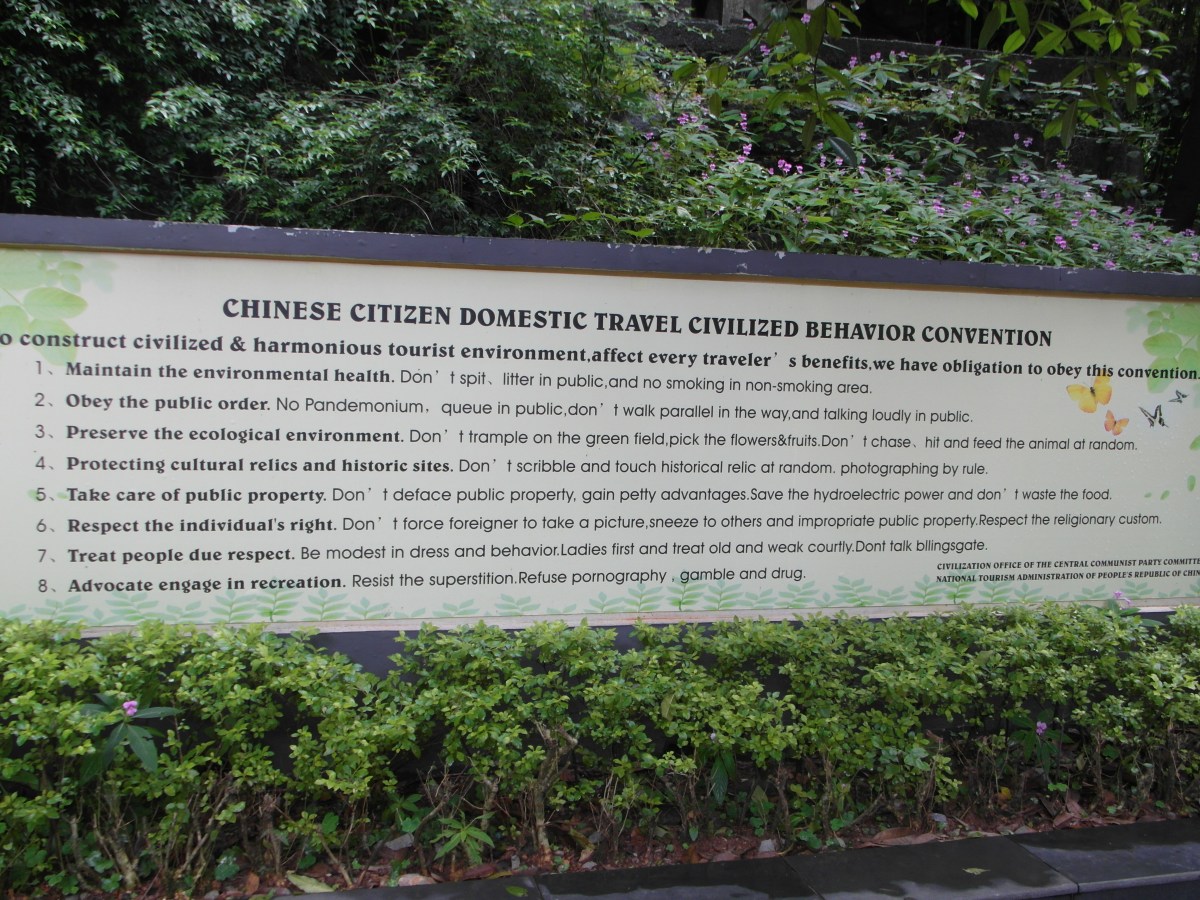 CHINESE CITIZEN DOMESTIC TRAVEL CIVILIZED BEHAVIOR CONVENTION
o construct civilized & harmonious tourist environment,affect every traveler's benefits,we have obligation to obey this convention.
1、Maintain the environmental health. Don't spit、litter in public,and no smoking in non-smoking area.
2、Obey the public order. No Pandemonium, queue in public,don't walk parallel in the way,and talking loudly in public.
3、Preserve the ecological environment. Don't trample on the green field,pick the flowers&fruits.Don't chase、hit and feed the animal at random.
4、Protecting cultural relics and historic sites. Don't scribble and touch historical relic at random. photographing by rule.
5、Take care of public property. Don't deface public property, gain petty advantages.Save the hydroelectric power and don't waste the food.
6、Respect the individual's right. Don't force foreigner to take a picture,sneeze to others and impropriate public property.Respect the religionary custom.
7、Treat people due respect. Be modest in dress and behavior.Ladies first and treat old and weak courtly.Dont talk bllingsgate.
8、Advocate engage in recreation. Resist the superstition.Refuse pornography , gamble and drug.
CIVILIZATION OFFICE OF THE CENTRAL COMMUNIST PARTY COMMITTE
NATIONAL TOURISM ADMINISTRATION OF PEOPLE'S REPUBLIC OF CHIN